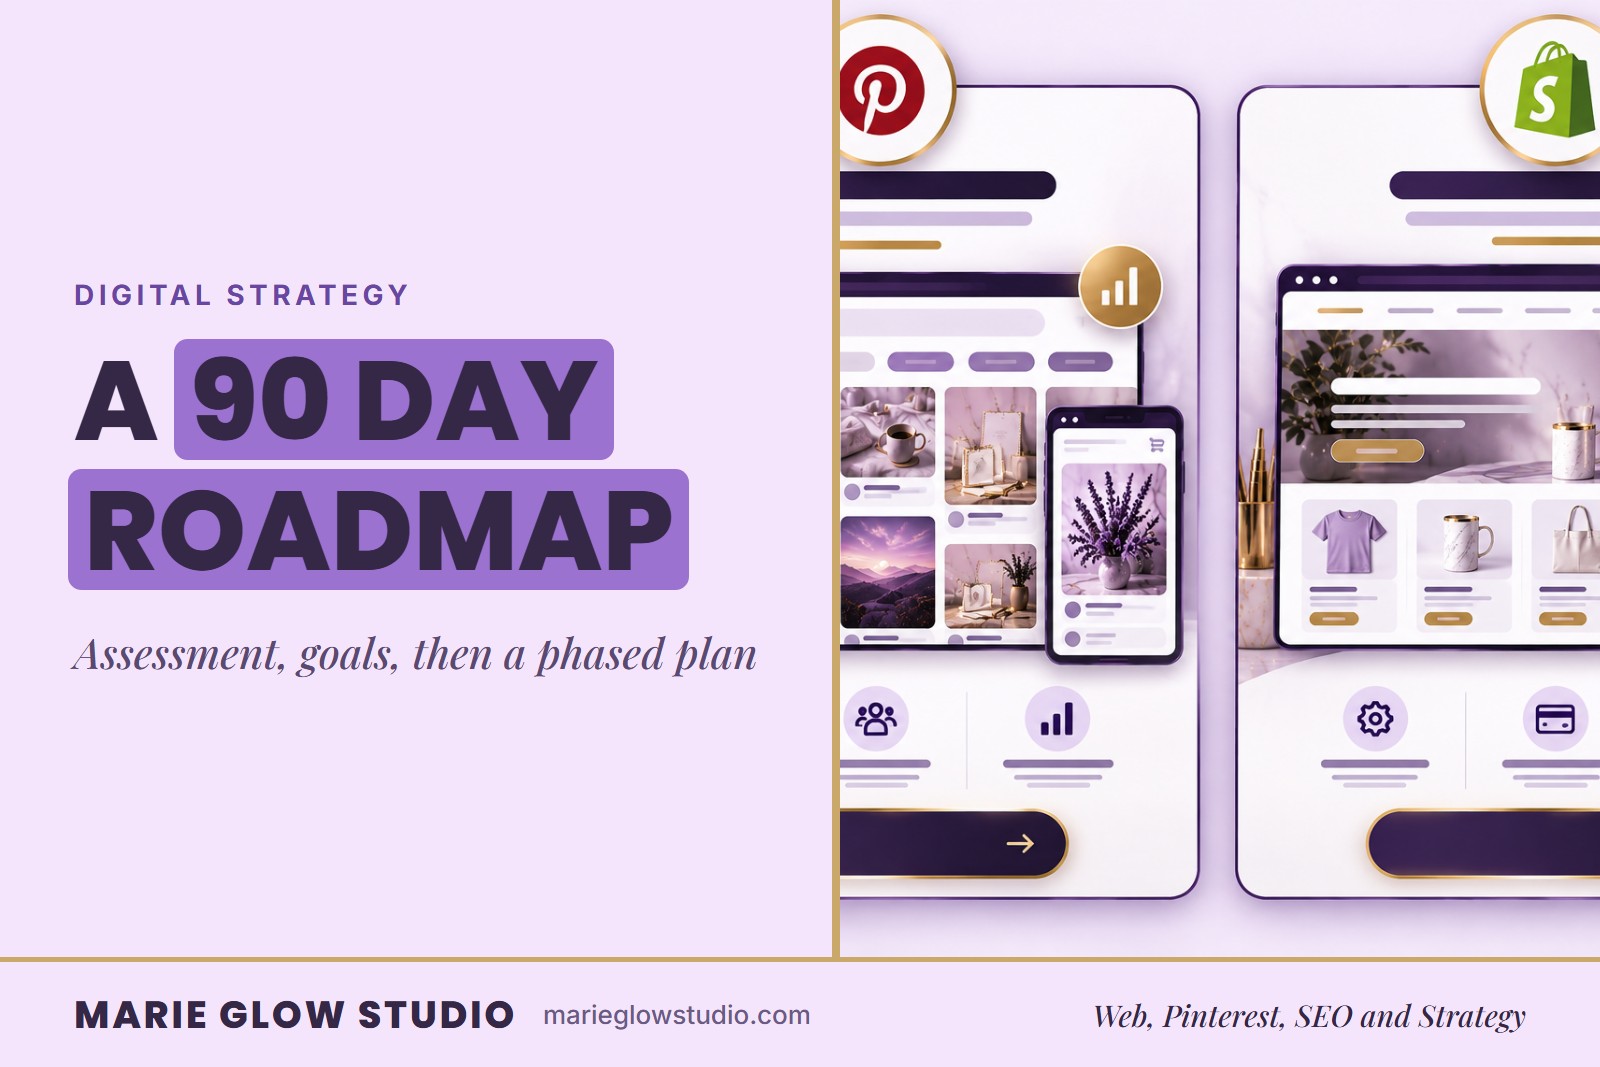 DIGITAL STRATEGY
A 90 DAY
ROADMAP
Assessment, goals, then a phased plan
MARIE GLOW STUDIO marieglowstudio.com
Web, Pinterest, SEO and Strategy